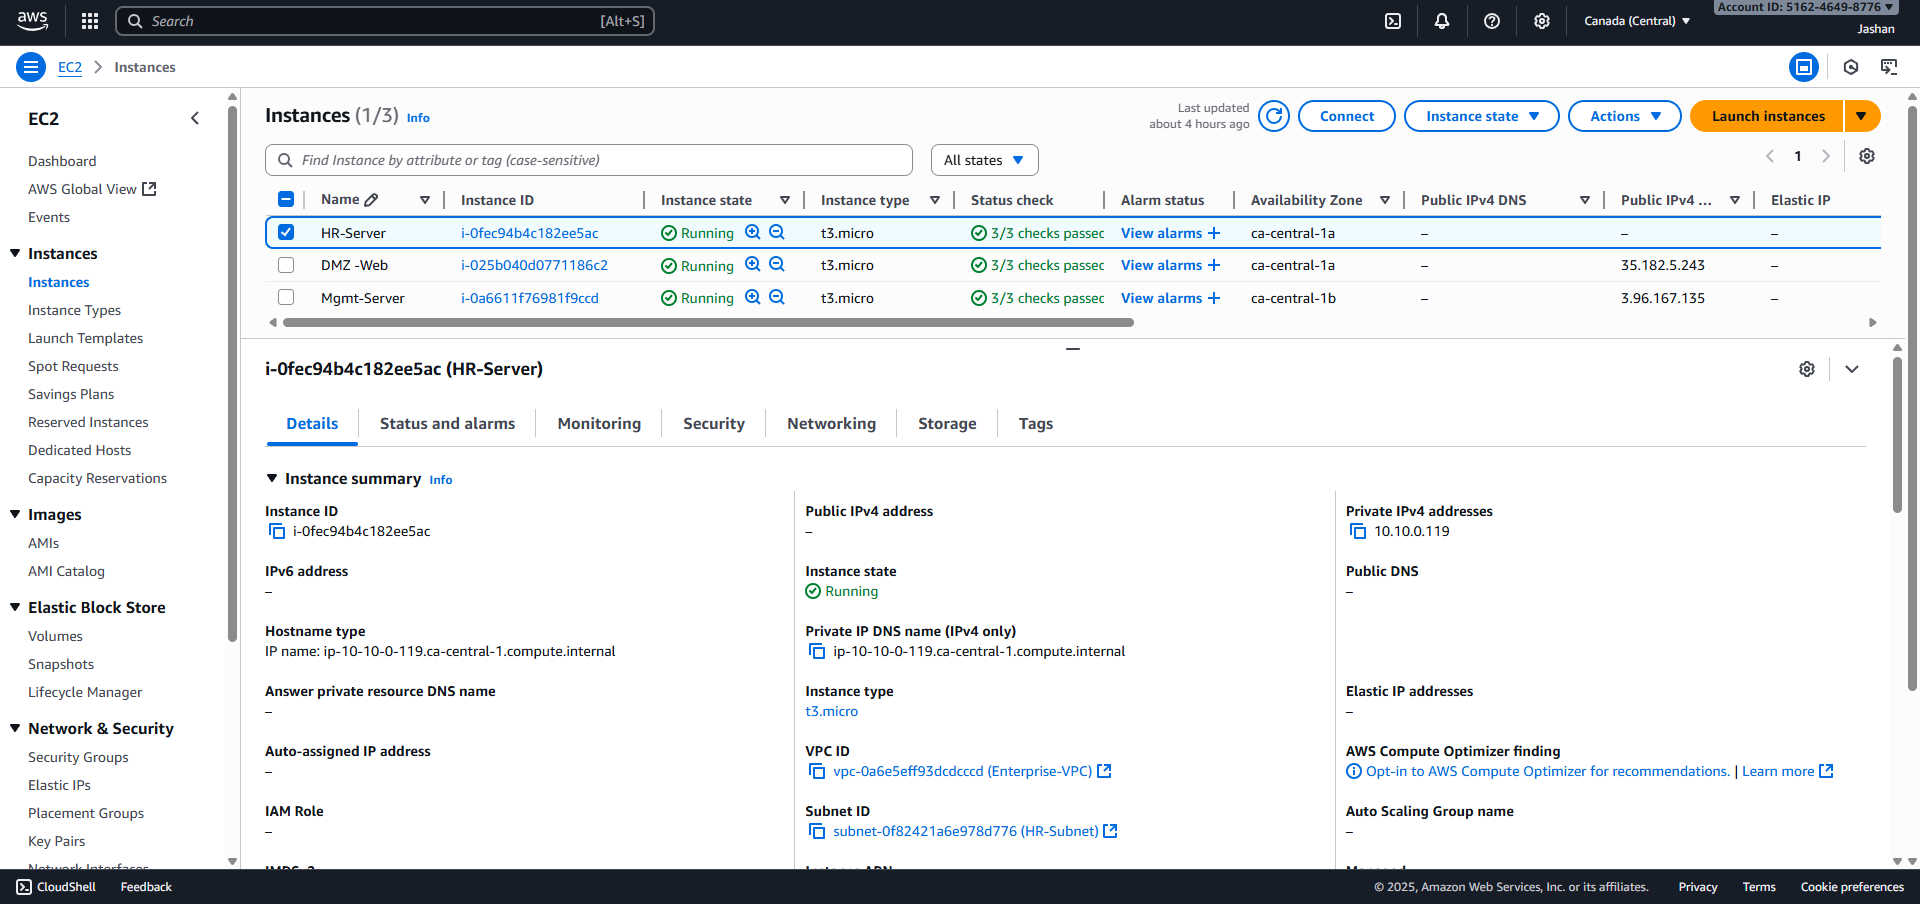 aws
Search [Alt+S]
Canada (Central)
Account ID: 5162-4649-8776
Jashan
EC2 Instances
EC2
Dashboard
AWS Global View
Events
Instances
Instances
Instance Types
Launch Templates
Spot Requests
Savings Plans
Reserved Instances
Dedicated Hosts
Capacity Reservations
Images
AMIs
AMI Catalog
Elastic Block Store
Volumes
Snapshots
Lifecycle Manager
Network & Security
Security Groups
Elastic IPs
Placement Groups
Key Pairs
Network Interfaces
Instances (1/3) Info
Last updated
about 4 hours ago
Connect
Instance state
Actions
Launch instances
Find Instance by attribute or tag (case-sensitive)
All states
1
Name Instance ID Instance state Instance type Status check Alarm status Availability Zone Public IPv4 DNS Public IPv4 ... Elastic IP
HR-Server i-0fec94b4c182ee5ac Running t3.micro 3/3 checks passec View alarms + ca-central-1a – – –
DMZ -Web i-025b040d0771186c2 Running t3.micro 3/3 checks passec View alarms + ca-central-1a – 35.182.5.243 –
Mgmt-Server i-0a6611f76981f9ccd Running t3.micro 3/3 checks passec View alarms + ca-central-1b – 3.96.167.135 –
i-0fec94b4c182ee5ac (HR-Server)
Details Status and alarms Monitoring Security Networking Storage Tags
Instance summary Info
Instance ID
i-0fec94b4c182ee5ac
Public IPv4 address
–
Private IPv4 addresses
10.10.0.119
IPv6 address
–
Instance state
Running
Public DNS
–
Hostname type
IP name: ip-10-10-0-119.ca-central-1.compute.internal
Private IP DNS name (IPv4 only)
ip-10-10-0-119.ca-central-1.compute.internal
Answer private resource DNS name
–
Instance type
t3.micro
Elastic IP addresses
–
Auto-assigned IP address
–
VPC ID
vpc-0a6e5eff93dcdcccd (Enterprise-VPC)
AWS Compute Optimizer finding
Opt-in to AWS Compute Optimizer for recommendations. | Learn more
IAM Role
–
Subnet ID
subnet-0f82421a6e978d776 (HR-Subnet)
Auto Scaling Group name
–
CloudShell Feedback
© 2025, Amazon Web Services, Inc. or its affiliates. Privacy Terms Cookie preferences